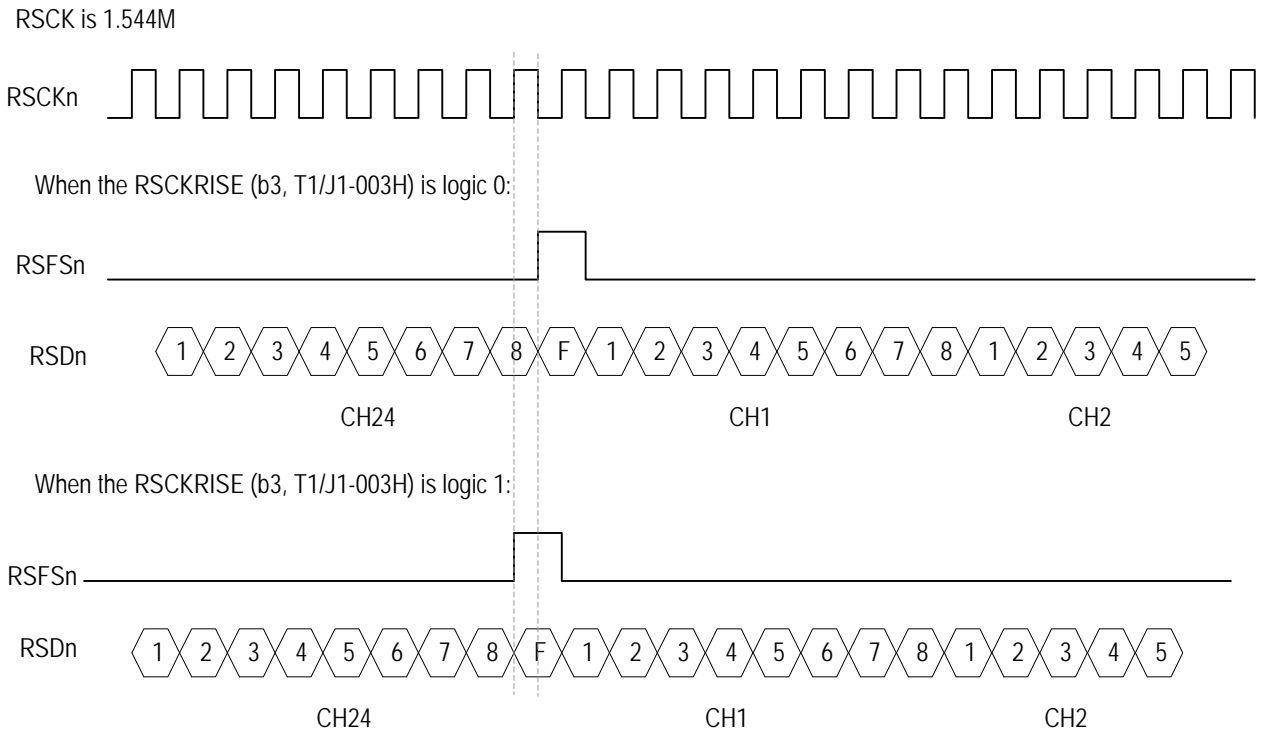 RSCK is 1.544M
RSCKn
When the RSCKRISE (b3, T1/J1-003H) is logic 0:
RSFSn
RSDn 1 2 3 4 5 6 7 8 F 1 2 3 4 5 6 7 8 1 2 3 4 5
CH24 CH1 CH2
When the RSCKRISE (b3, T1/J1-003H) is logic 1:
RSFSn
RSDn 1 2 3 4 5 6 7 8 F 1 2 3 4 5 6 7 8 1 2 3 4 5
CH24 CH1 CH2